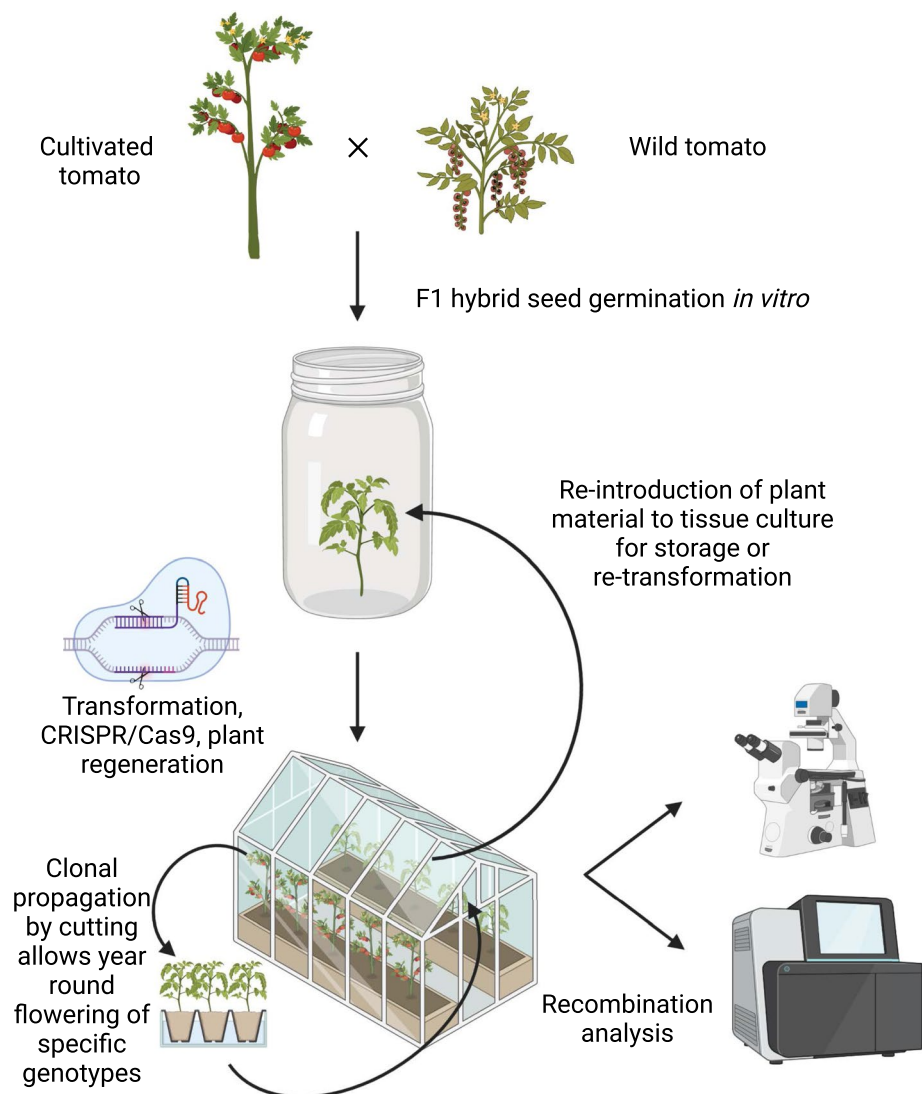 Cultivated
tomato
×
Wild tomato
F1 hybrid seed germination in vitro
Re-introduction of plant
material to tissue culture
for storage or
re-transformation
Transformation,
CRISPR/Cas9, plant
regeneration
Clonal
propagation
by cutting
allows year
round
flowering of
specific
genotypes
Recombination
analysis